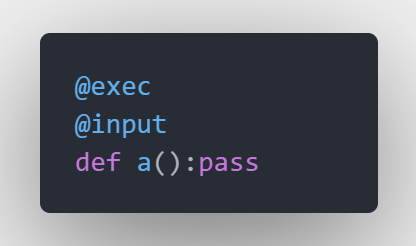 @exec
@input
def a():pass